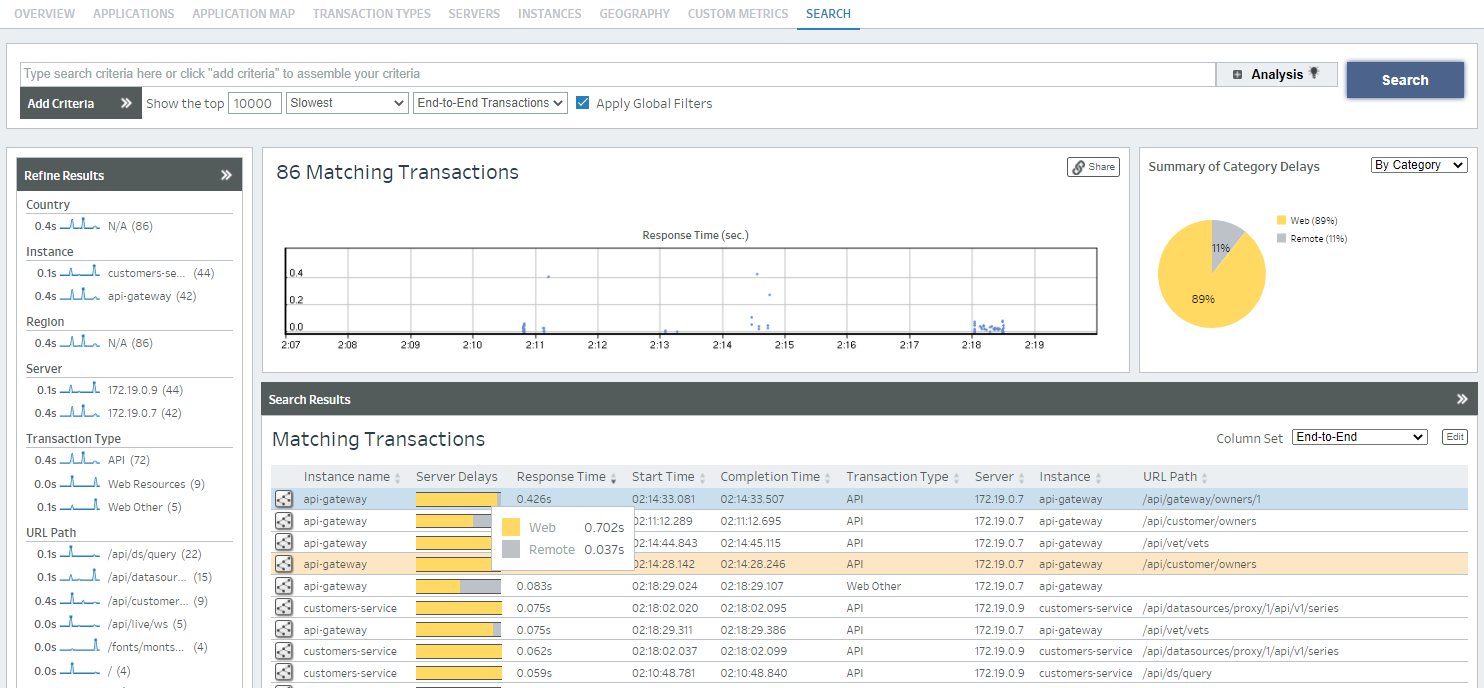 OVERVIEW APPLICATIONS APPLICATION MAP TRANSACTION TYPES SERVERS INSTANCES GEOGRAPHY CUSTOM METRICS SEARCH
Type search criteria here or click "add criteria" to assemble your criteria
Analysis
Search
Add Criteria
Show the top 10000 Slowest End-to-End Transactions Apply Global Filters
Refine Results
Country
0.4s N/A (86)
Instance
0.1s customers-se... (44)
0.4s api-gateway (42)
Region
0.4s N/A (86)
Server
0.1s 172.19.0.9 (44)
0.4s 172.19.0.7 (42)
Transaction Type
0.4s API (72)
0.0s Web Resources (9)
0.1s Web Other (5)
URL Path
0.1s /api/ds/query (22)
0.1s /api/datasour... (15)
0.4s /api/customer... (9)
0.0s /api/live/ws (5)
0.0s /fonts/monts... (4)
0.0s / (4)
86 Matching Transactions
Share
Response Time (sec.)
0.4
0.2
0.0
2:07 2:08 2:09 2:10 2:11 2:12 2:13 2:14 2:15 2:16 2:17 2:18 2:19
Summary of Category Delays
By Category
Web (89%)
Remote (11%)
11%
89%
Search Results
Matching Transactions
Column Set End-to-End Edit
Instance name Server Delays Response Time Start Time Completion Time Transaction Type Server Instance URL Path
api-gateway 0.426s 02:14:33.081 02:14:33.507 API 172.19.0.7 api-gateway /api/gateway/owners/1
api-gateway 02:11:12.289 02:11:12.695 API 172.19.0.7 api-gateway /api/customer/owners
api-gateway 02:14:44.843 02:14:45.115 API 172.19.0.7 api-gateway /api/vet/vets
api-gateway 02:14:28.142 02:14:28.246 API 172.19.0.7 api-gateway /api/customer/owners
Web 0.702s
Remote 0.037s
api-gateway 0.083s 02:18:29.024 02:18:29.107 Web Other 172.19.0.7 api-gateway
customers-service 0.075s 02:18:02.020 02:18:02.095 API 172.19.0.9 customers-service /api/datasources/proxy/1/api/v1/series
api-gateway 0.075s 02:18:29.311 02:18:29.386 API 172.19.0.7 api-gateway /api/vet/vets
customers-service 0.062s 02:18:02.037 02:18:02.099 API 172.19.0.9 customers-service /api/datasources/proxy/1/api/v1/series
customers-service 0.059s 02:10:48.781 02:10:48.840 API 172.19.0.9 customers-service /api/ds/query